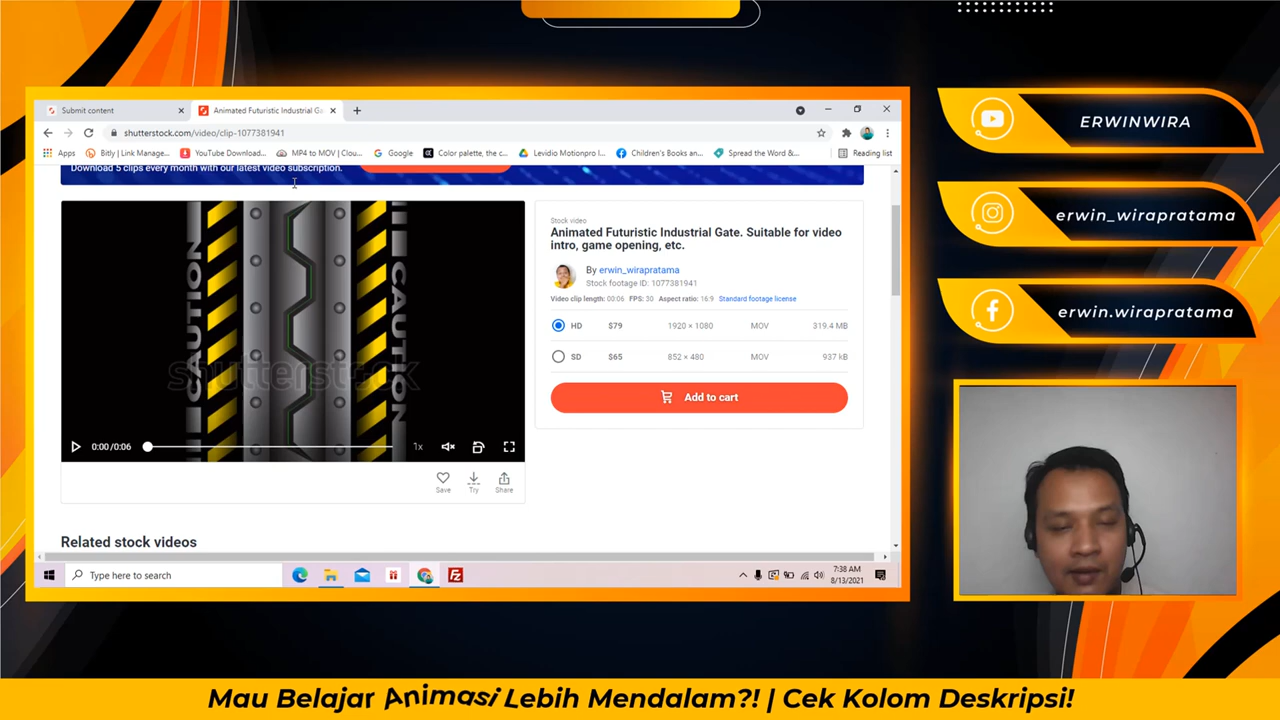 Submit content
Animated Futuristic Industrial Ga
shutterstock.com/video/clip-1077381941
Apps
Bitly | Link Manage...
YouTube Download...
MP4 to MOV | Clou...
Google
Color palette, the c...
Levidio Motionpro I...
Children's Books an...
Spread the Word &...
Reading list
Download 5 clips every month with our latest video subscription.
CAUTION
CAUTION
shutterstock
0:00/0:06
1x
Save
Try
Share
Stock video
Animated Futuristic Industrial Gate. Suitable for video
intro, game opening, etc.
By erwin_wirapratama
Stock footage ID: 1077381941
Video clip length: 00:06 FPS: 30 Aspect ratio: 16:9 Standard footage license
HD $79 1920 × 1080 MOV 319.4 MB
SD $65 852 × 480 MOV 937 kB
Add to cart
Related stock videos
Type here to search
7:38 AM
8/13/2021
ERWINWIRA
erwin_wirapratama
erwin.wirapratama
Mau Belajar Animasi Lebih Mendalam?! | Cek Kolom Deskripsi!